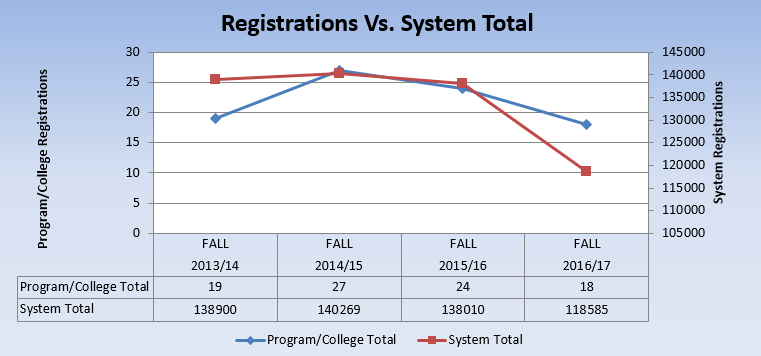 Registrations Vs. System Total
Program/College Registrations
30
25
20
15
10
5
0
145000
140000
135000
130000
125000
120000
115000
110000
105000
System Registrations
FALL FALL FALL FALL
2013/14 2014/15 2015/16 2016/17
Program/College Total 19 27 24 18
System Total 138900 140269 138010 118585
Program/College Total System Total